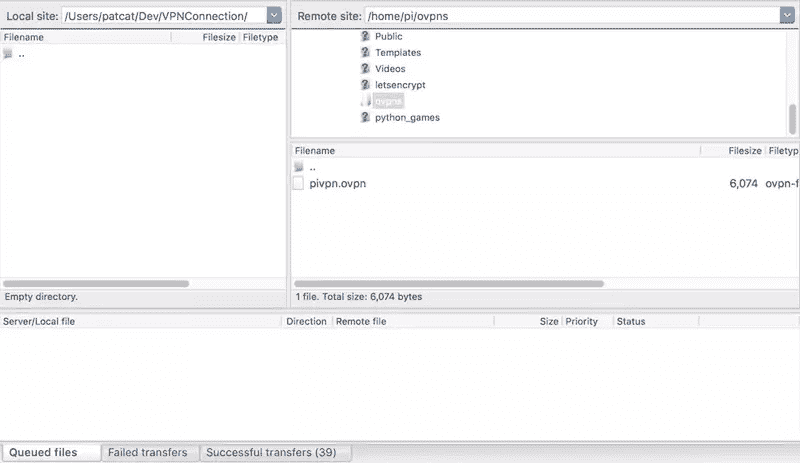 Local site: /Users/patcat/Dev/VPNConnection/
Filename Filesize Filetype
..
Empty directory.
Remote site: /home/pi/ovpns
Public
Templates
Videos
letsencrypt
ovpns
python_games
Filename Filesize Filetyp
..
pivpn.ovpn 6,074 ovpn-f
1 file. Total size: 6,074 bytes
Server/Local file Direction Remote file Size Priority Status
Queued files Failed transfers Successful transfers (39)